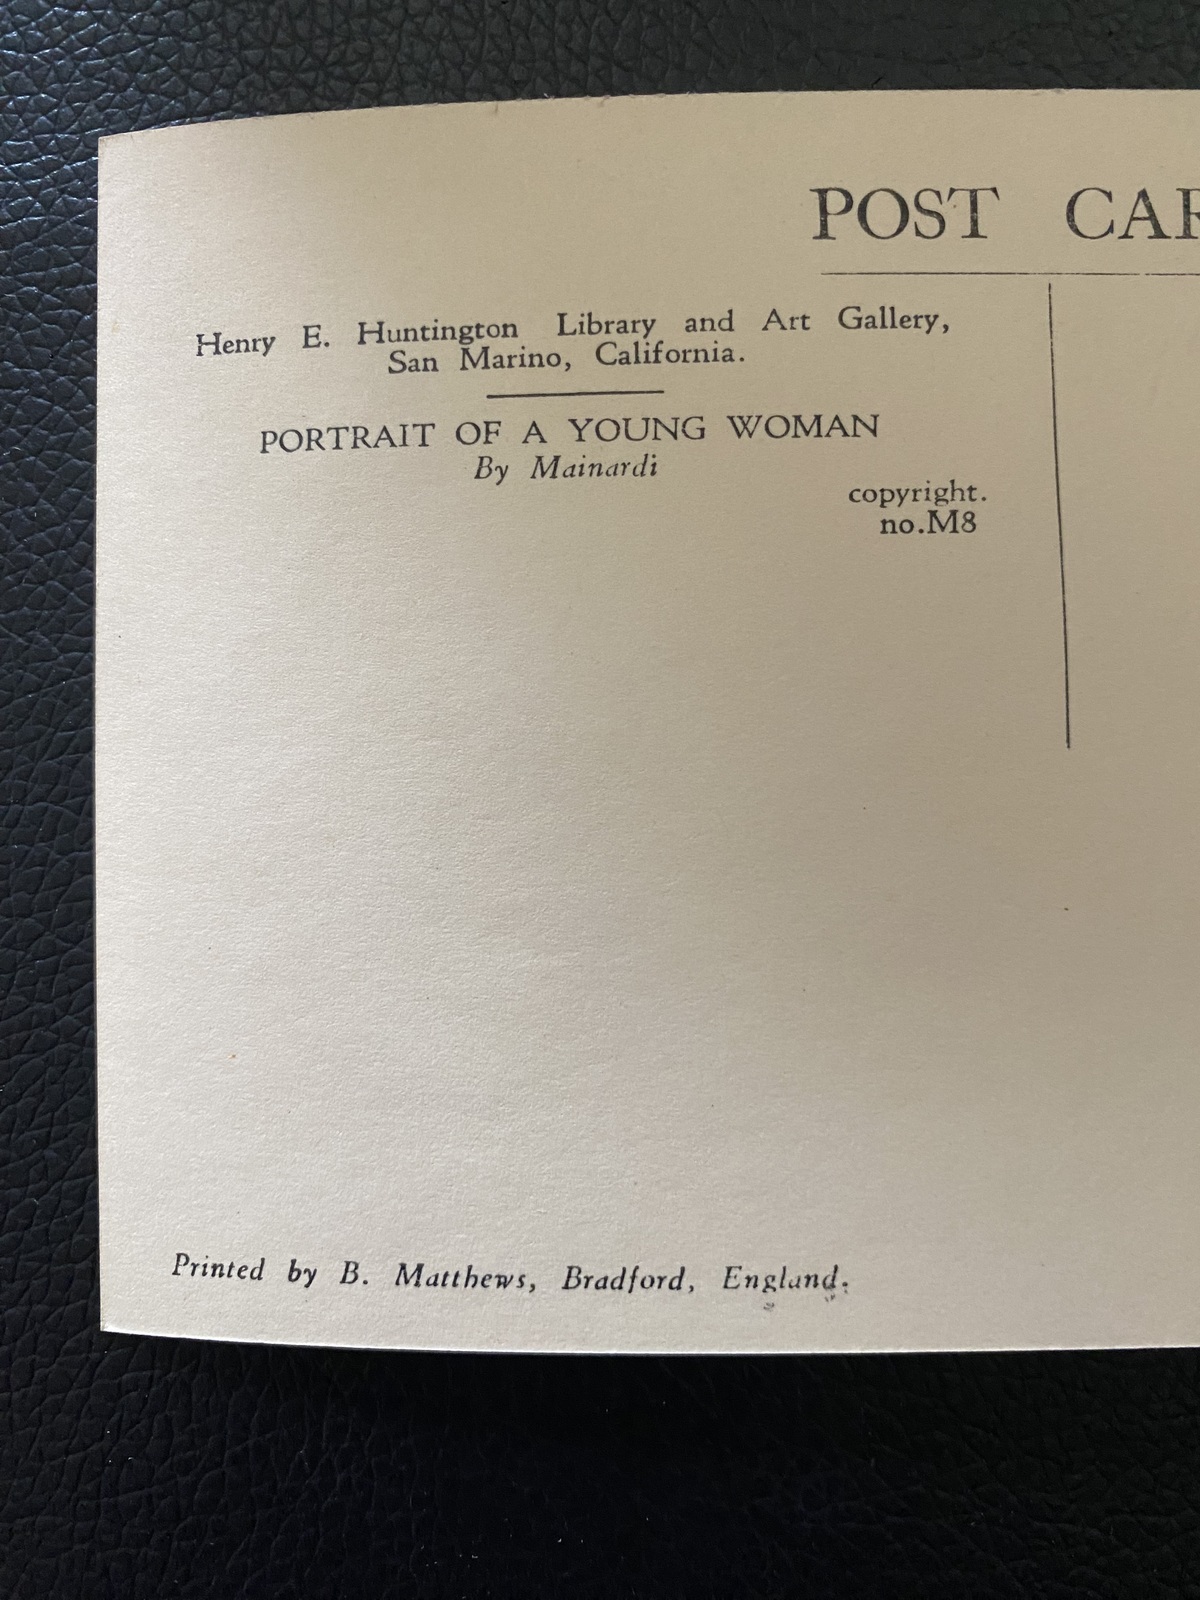 POST CAR
Henry E. Huntington Library and Art Gallery,
San Marino, California.
PORTRAIT OF A YOUNG WOMAN
By Mainardi
copyright.
no.M8
Printed by B. Matthews, Bradford, England.